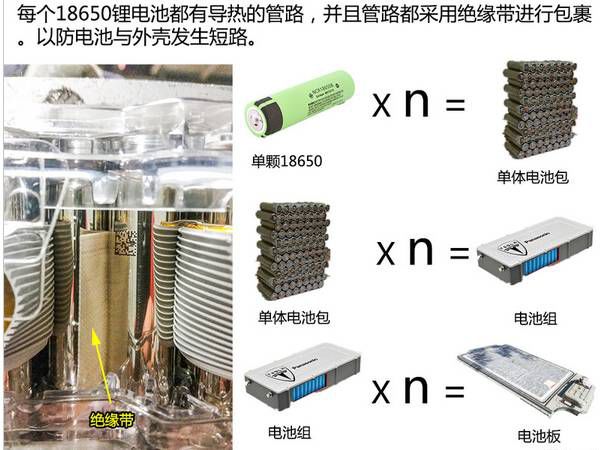 每个18650锂电池都有导热的管路，并且管路都采用绝缘带进行包裹
。以防电池与外壳发生短路。
绝缘带
NCR18650B
x n =
单颗18650
单体电池包
Panasonic
x n =
单体电池包
电池组
Panasonic
x n =
电池组
电池板